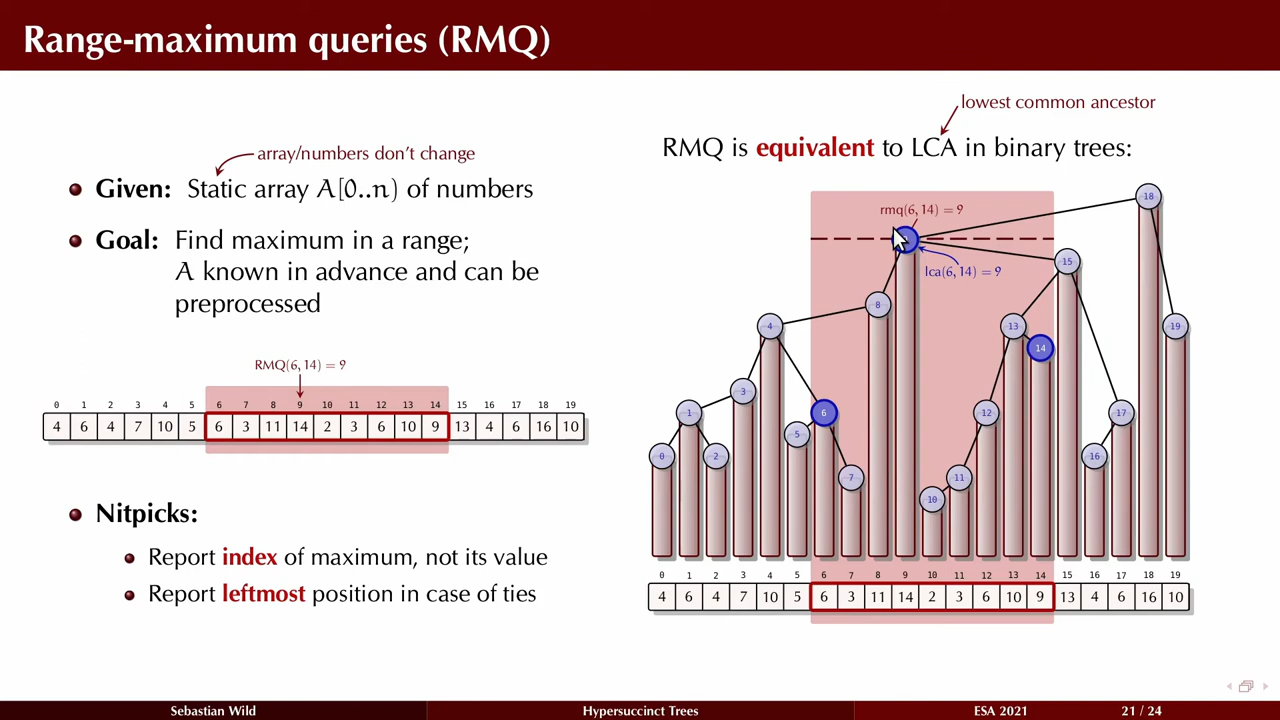 Range-maximum queries (RMQ)
array/numbers don't change
Given: Static array A[0..n) of numbers
Goal: Find maximum in a range;
A known in advance and can be
preprocessed
RMQ(6, 14) = 9
0 1 2 3 4 5 6 7 8 9 10 11 12 13 14 15 16 17 18 19
4 6 4 7 10 5 6 3 11 14 2 3 6 10 9 13 4 6 16 10
Nitpicks:
Report index of maximum, not its value
Report leftmost position in case of ties
lowest common ancestor
RMQ is equivalent to LCA in binary trees:
18
rmq(6, 14) = 9
15
lca(6, 14) = 9
8
4 13 19
14
3
1 6 12 17
5
0 2 16
7 11
10
0 1 2 3 4 5 6 7 8 9 10 11 12 13 14 15 16 17 18 19
4 6 4 7 10 5 6 3 11 14 2 3 6 10 9 13 4 6 16 10
Sebastian Wild Hypersuccinct Trees ESA 2021 21 / 24